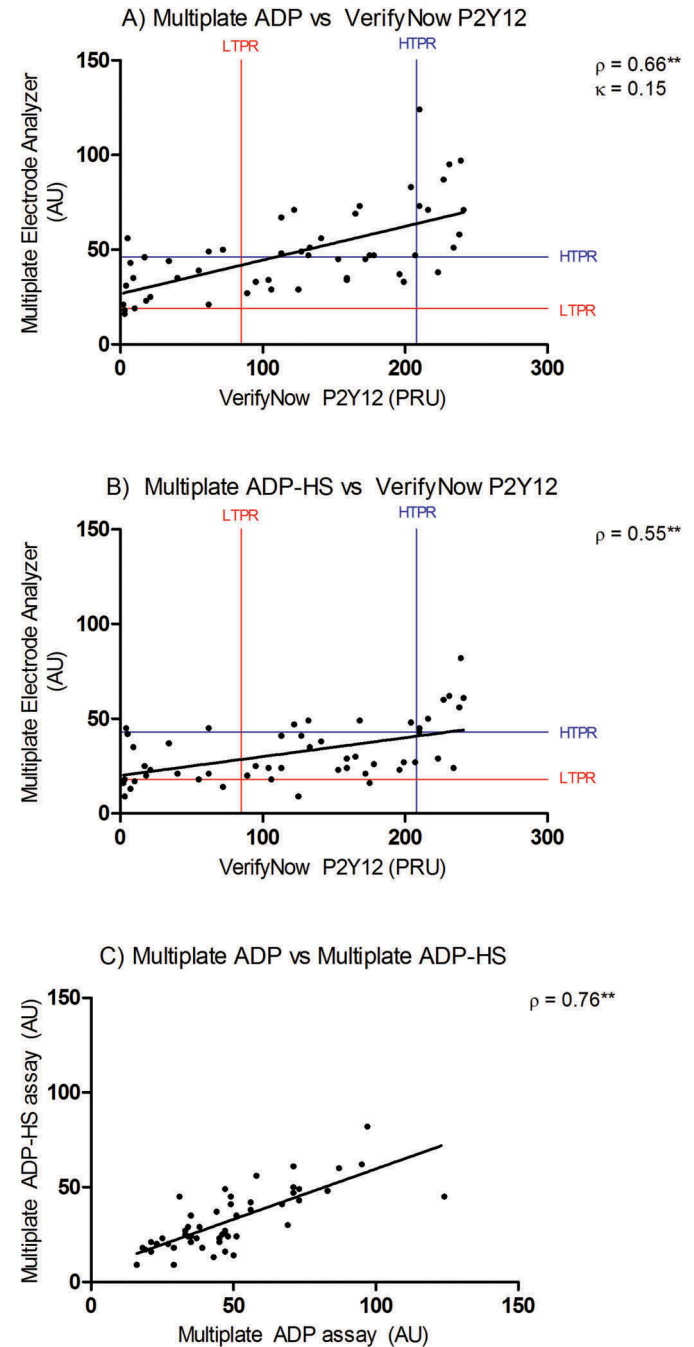 A) Multiplate ADP vs VerifyNow P2Y12
LTPR
HTPR
ρ = 0.66**
κ = 0.15
150
100
50
0
Multiplate Electrode Analyzer
(AU)
HTPR
LTPR
0
100
200
300
VerifyNow P2Y12 (PRU)
B) Multiplate ADP-HS vs VerifyNow P2Y12
LTPR
HTPR
ρ = 0.55**
150
100
50
0
Multiplate Electrode Analyzer
(AU)
HTPR
LTPR
0
100
200
300
VerifyNow P2Y12 (PRU)
C) Multiplate ADP vs Multiplate ADP-HS
ρ = 0.76**
150
100
50
0
Multiplate ADP-HS assay (AU)
0
50
100
150
Multiplate ADP assay (AU)